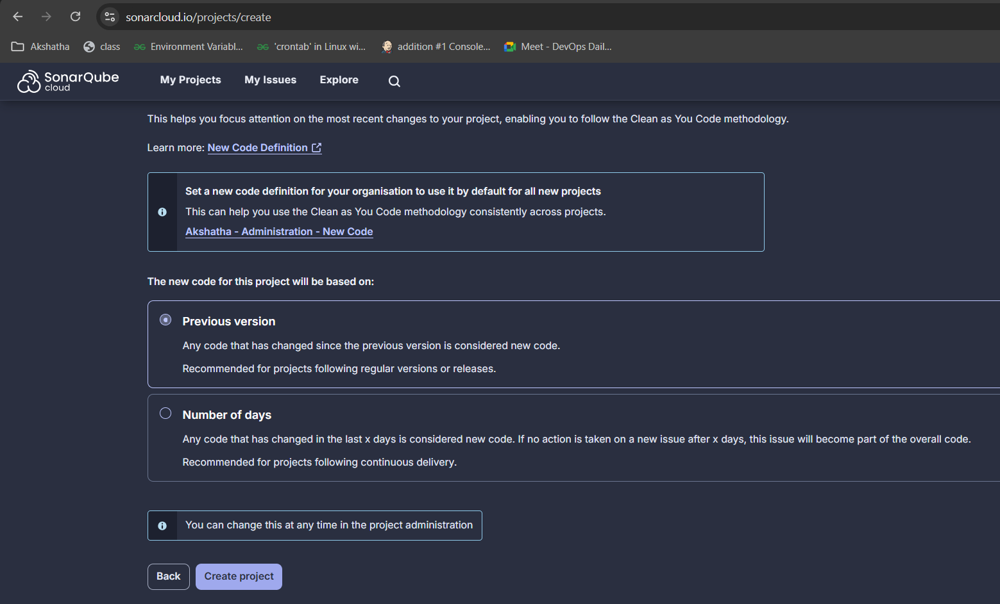 sonarcloud.io/projects/create
Akshatha class Environment Variabl... 'crontab' in Linux wi... addition #1 Console... Meet - DevOps Dail...
SonarQube cloud My Projects My Issues Explore
This helps you focus attention on the most recent changes to your project, enabling you to follow the Clean as You Code methodology.
Learn more: New Code Definition
Set a new code definition for your organisation to use it by default for all new projects
This can help you use the Clean as You Code methodology consistently across projects.
Akshatha - Administration - New Code
The new code for this project will be based on:
Previous version
Any code that has changed since the previous version is considered new code.
Recommended for projects following regular versions or releases.
Number of days
Any code that has changed in the last x days is considered new code. If no action is taken on a new issue after x days, this issue will become part of the overall code.
Recommended for projects following continuous delivery.
You can change this at any time in the project administration
Back Create project